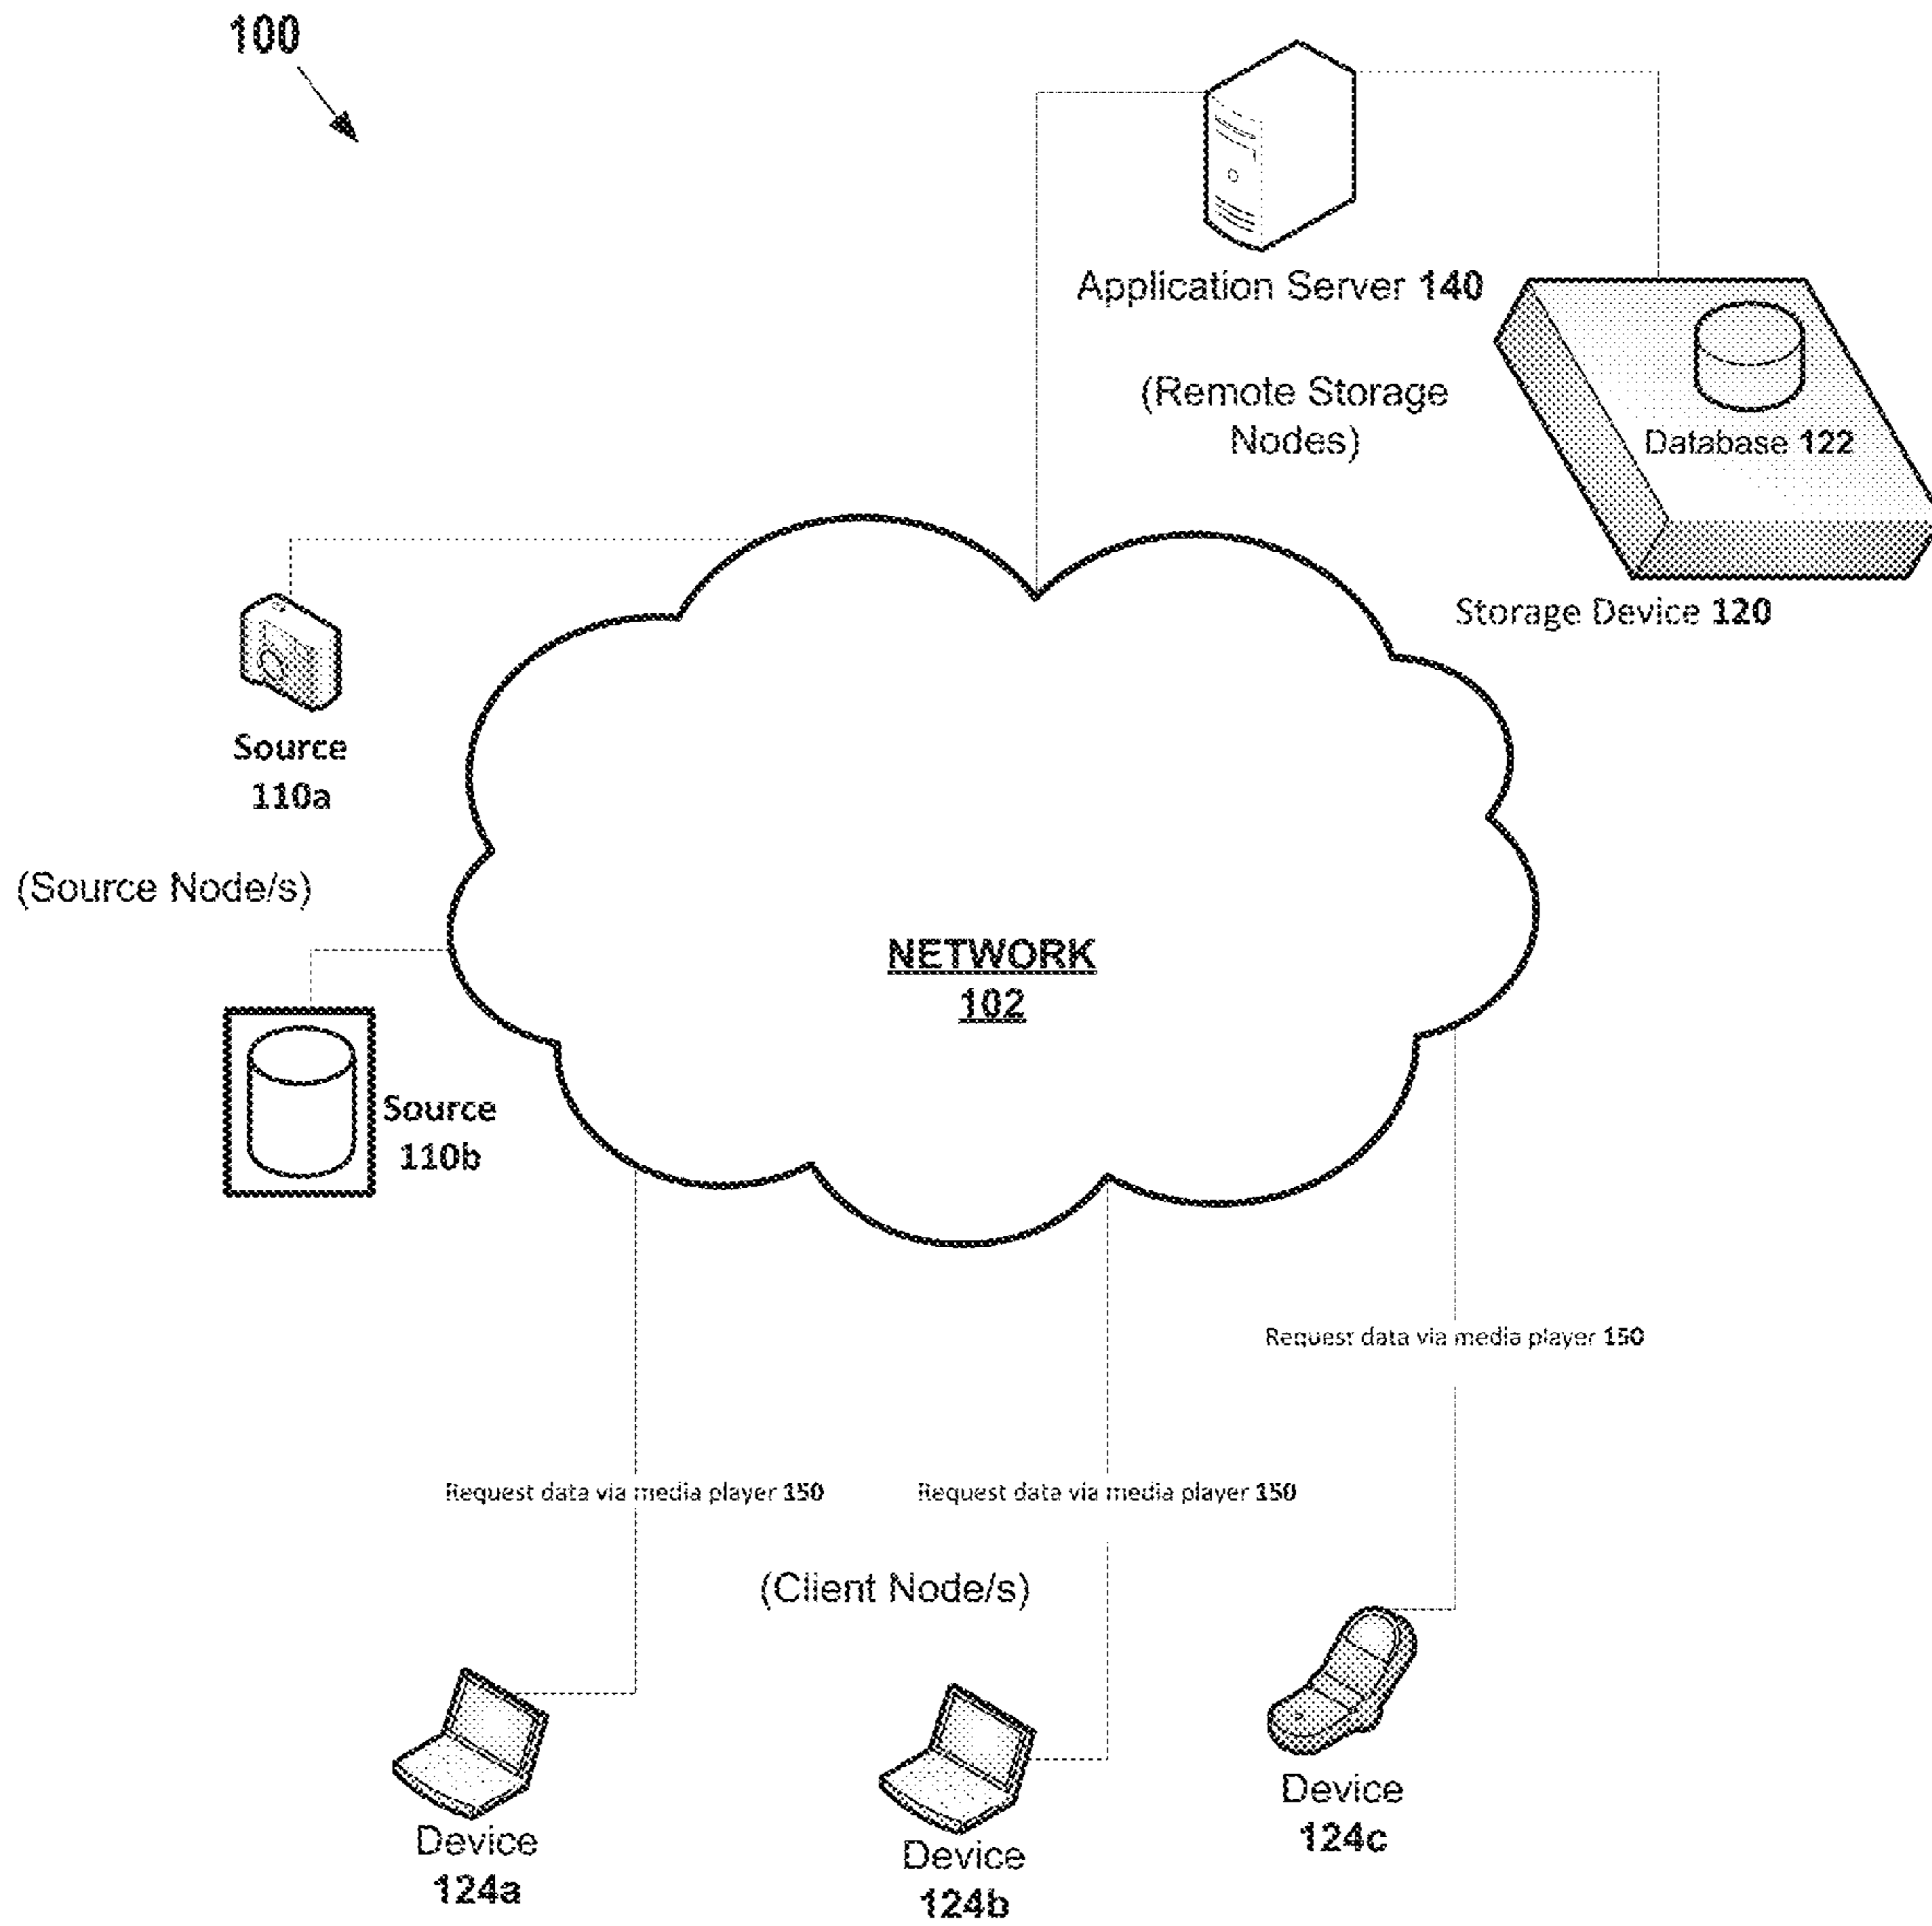 100
Application Server 140
(Remote Storage
Nodes)
Database 122
Storage Device 120
Source
110a
(Source Node/s)
NETWORK
102
Source
110b
Request data via media player 150
Request data via media player 150
Request data via media player 150
(Client Node/s)
Device
124a
Device
124b
Device
124c